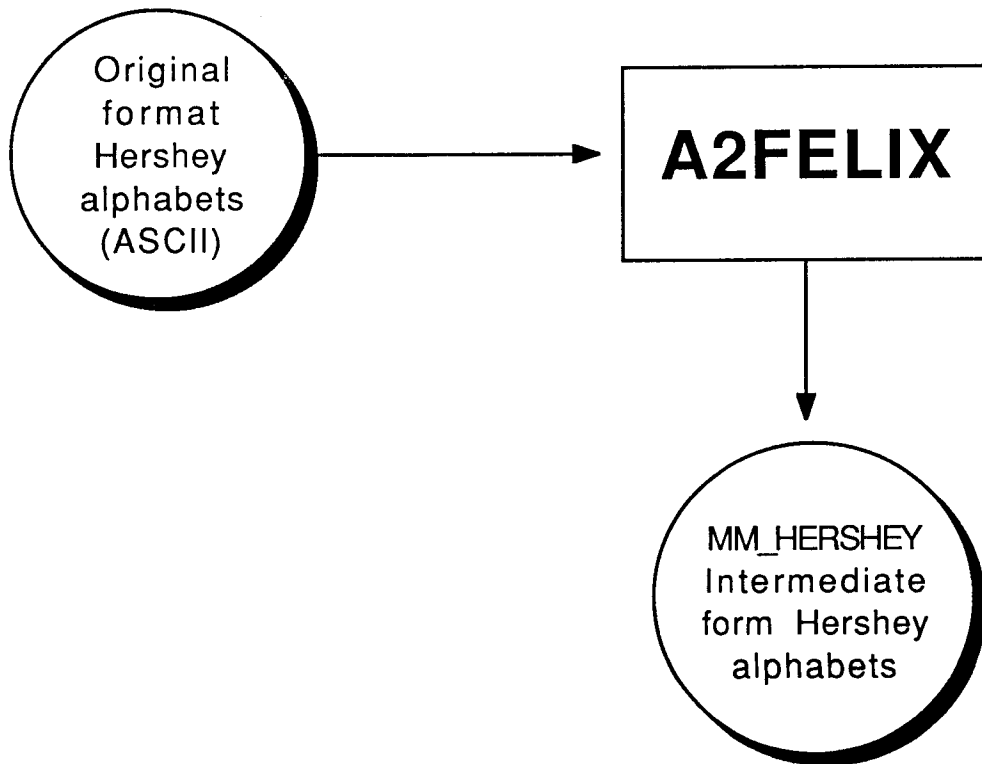 Original
format
Hershey
alphabets
(ASCII)
A2FELIX
MM_HERSHEY
Intermediate
form Hershey
alphabets